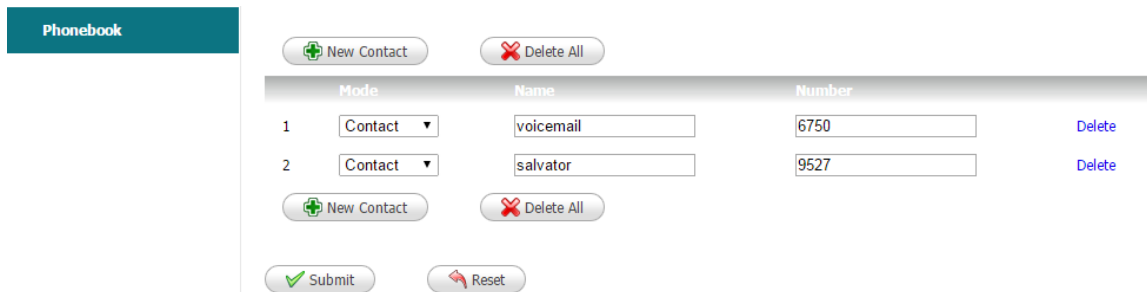 Phonebook
New Contact Delete All
Mode Name Number
1 Contact voicemail 6750 Delete
2 Contact salvator 9527 Delete
New Contact Delete All
Submit Reset